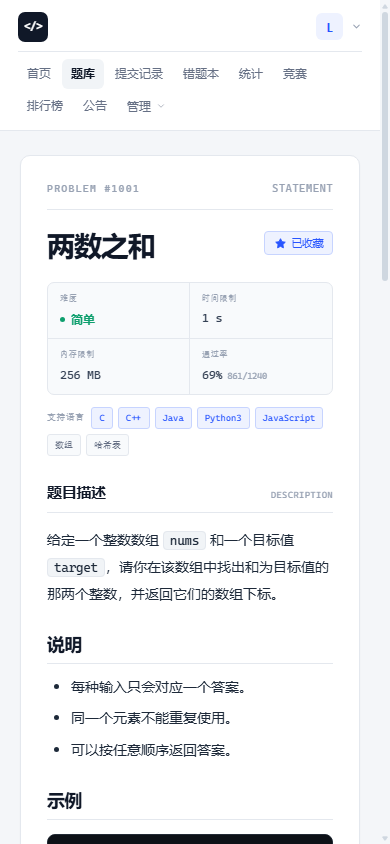 </>
L
首页 题库 提交记录 错题本 统计 竞赛
排行榜 公告 管理
PROBLEM #1001 STATEMENT
两数之和 ★ 已收藏
难度 时间限制
简单 1 s
内存限制 通过率
256 MB 69% 861/1240
支持语言 C C++ Java Python3 JavaScript
数组 哈希表
题目描述 DESCRIPTION
给定一个整数数组 nums 和一个目标值
target，请你在该数组中找出和为目标值的
那两个整数，并返回它们的数组下标。
说明
• 每种输入只会对应一个答案。
• 同一个元素不能重复使用。
• 可以按任意顺序返回答案。
示例